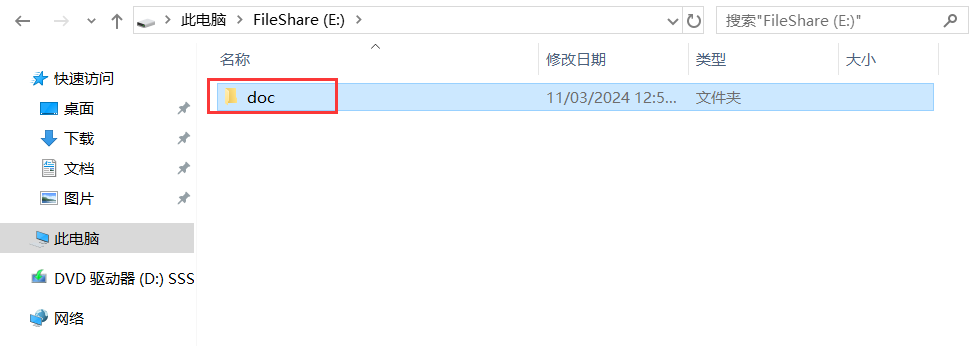 此电脑 > FileShare (E:) >
搜索"FileShare (E:)"
名称 修改日期 类型 大小
快速访问
桌面
下载
文档
图片
此电脑
DVD 驱动器 (D:) SSS
网络
doc 11/03/2024 12:5... 文件夹